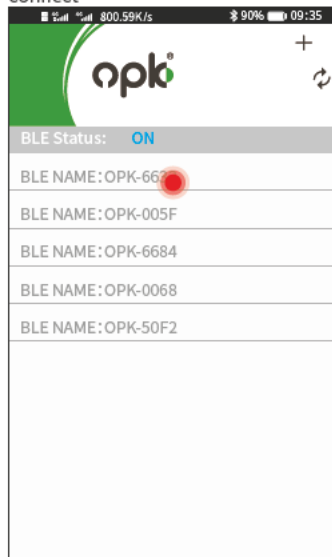 connect
800.59K/s 90% 09:35
opk
BLE Status: ON
BLE NAME:OPK-005F
BLE NAME:OPK-6684
BLE NAME:OPK-0068
BLE NAME:OPK-50F2